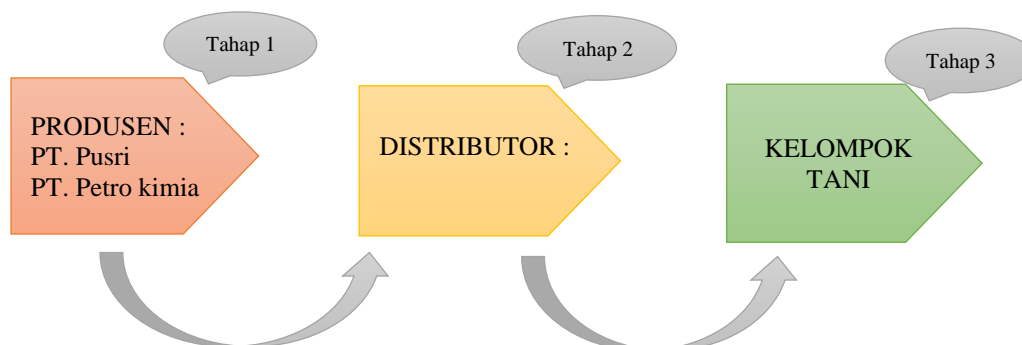 Tahap 1
PRODUSEN :
PT. Pusri
PT. Petro kimia
Tahap 2
DISTRIBUTOR :
Tahap 3
KELOMPOK
TANI